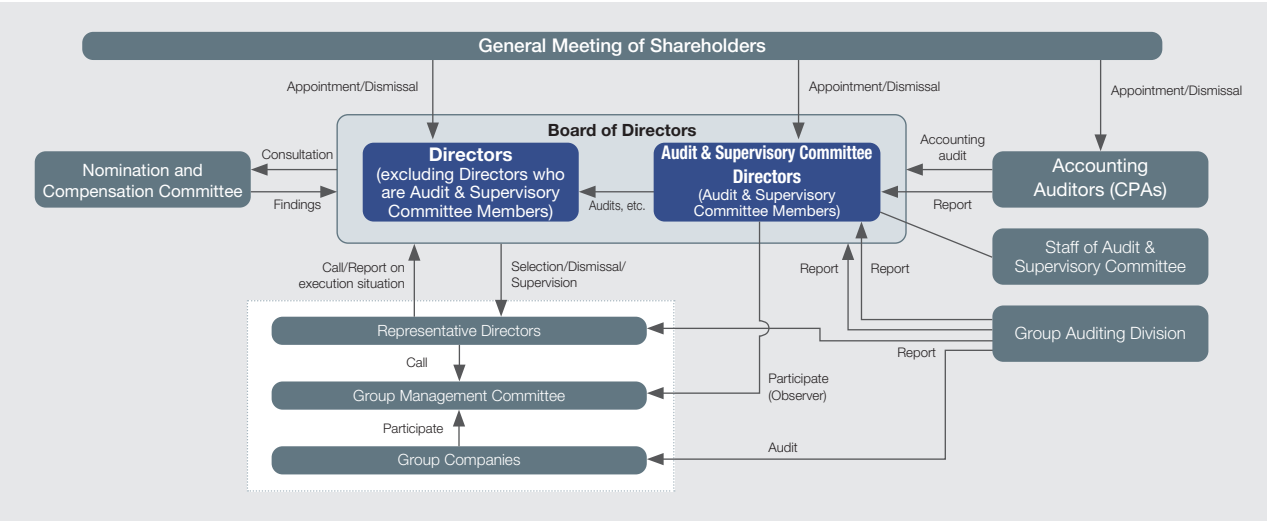 General Meeting of Shareholders
Appointment/Dismissal
Appointment/Dismissal
Appointment/Dismissal
Board of Directors
Nomination and
Compensation Committee
Consultation
Findings
Directors
(excluding Directors who
are Audit & Supervisory
Committee Members)
Audits, etc.
Audit & Supervisory Committee
Directors
(Audit & Supervisory
Committee Members)
Accounting
audit
Report
Accounting
Auditors (CPAs)
Staff of Audit &
Supervisory Committee
Call/Report on
execution situation
Selection/Dismissal/
Supervision
Report
Report
Representative Directors
Group Auditing Division
Report
Call
Group Management Committee
Participate
(Observer)
Participate
Group Companies
Audit